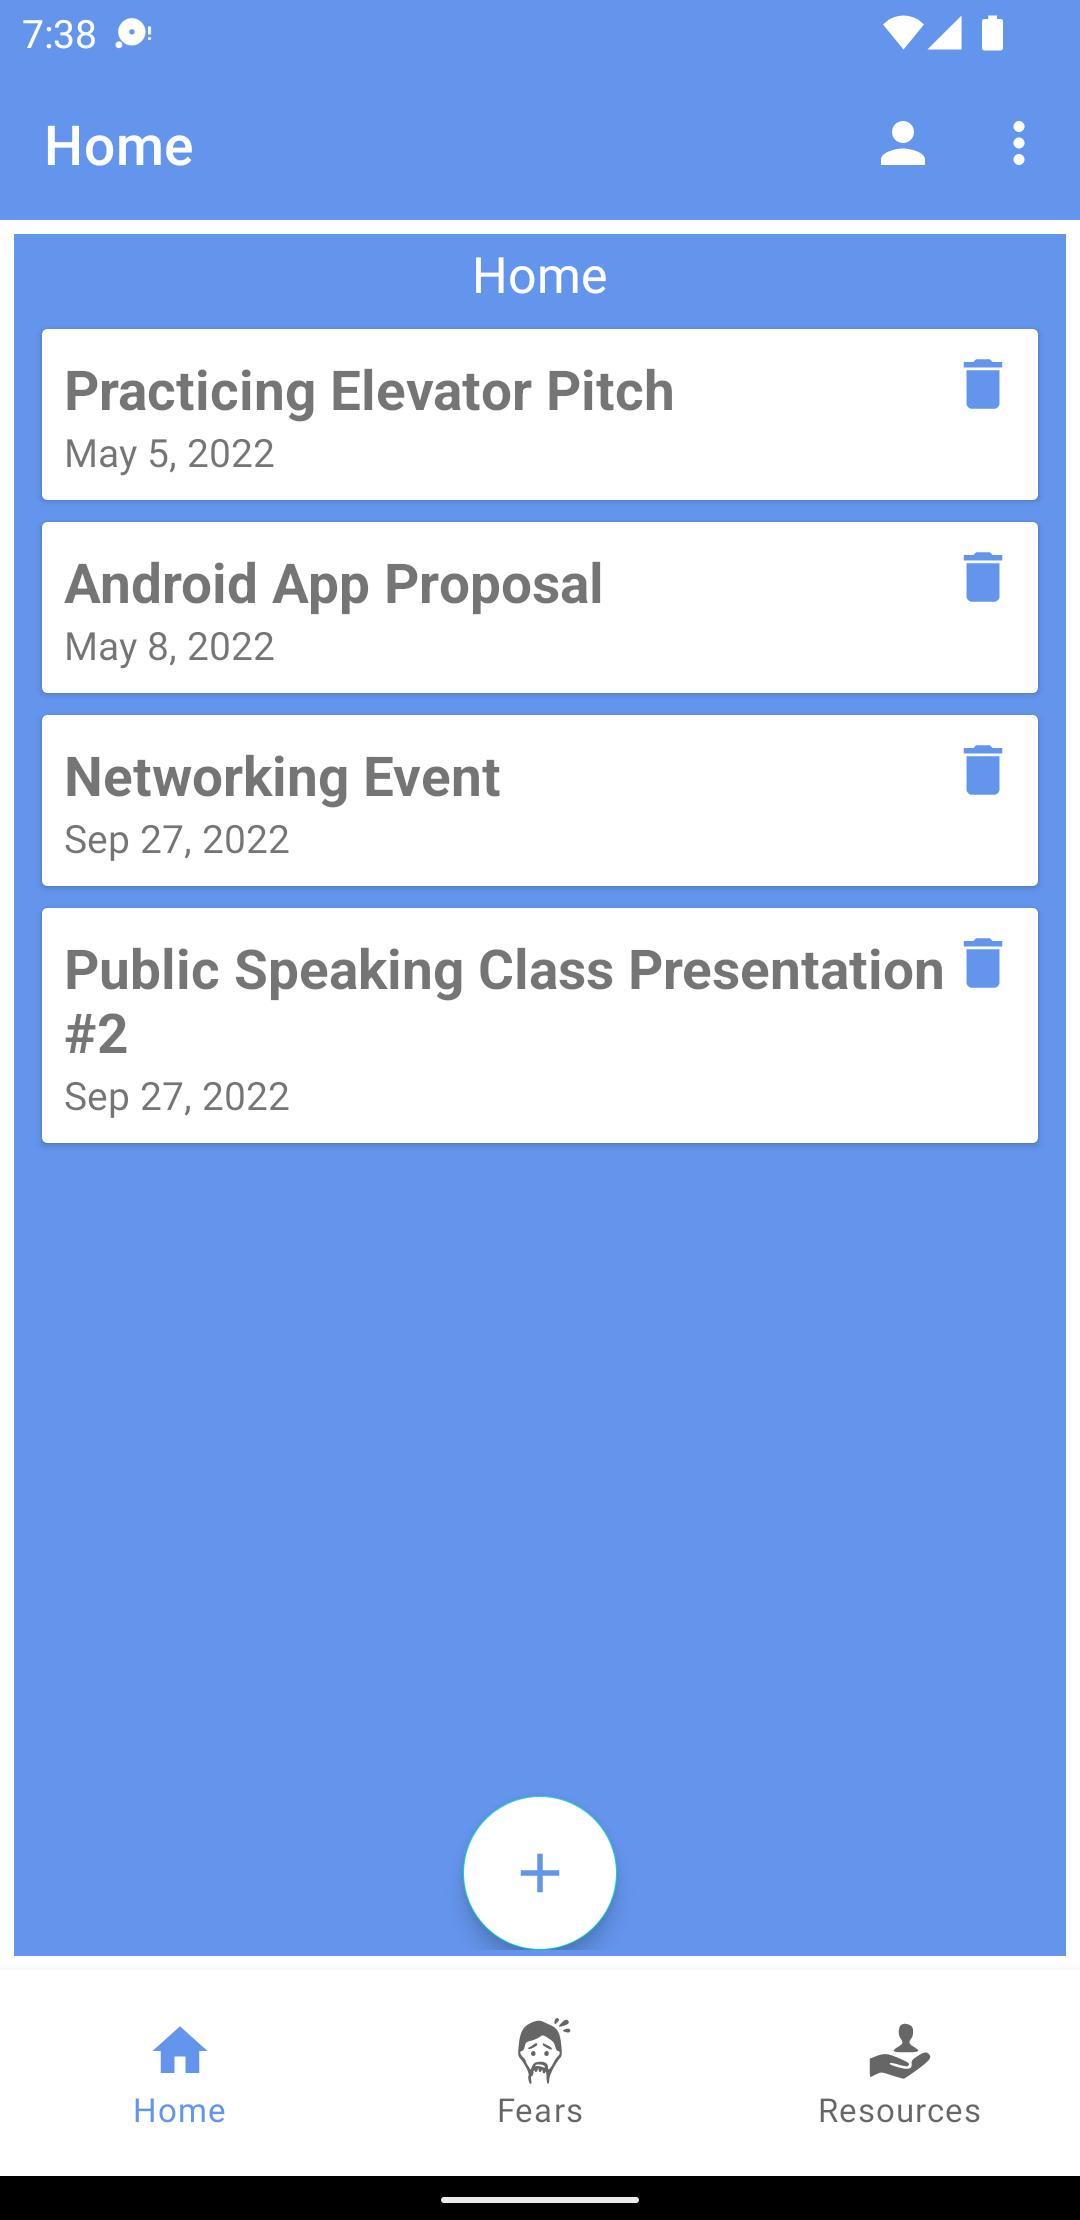 7:38
Home
Home
Practicing Elevator Pitch
May 5, 2022
Android App Proposal
May 8, 2022
Networking Event
Sep 27, 2022
Public Speaking Class Presentation
#2
Sep 27, 2022
Home
Fears
Resources